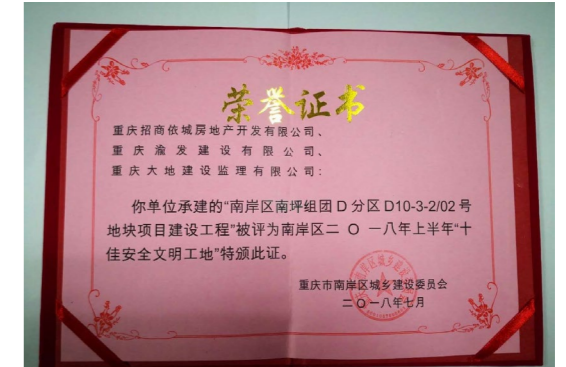 荣誉证书
重庆招商依城房地产开发有限公司、
重庆渝发建设有限公司、
重庆大地建设监理有限公司:
你单位承建的“南岸区南坪组团D分区D10-3-2/02号
地块项目建设工程”被评为南岸区二O一八年上半年“十
佳安全文明工地”特颁此证。
重庆市南岸区城乡建设委员会
二O一八年七月